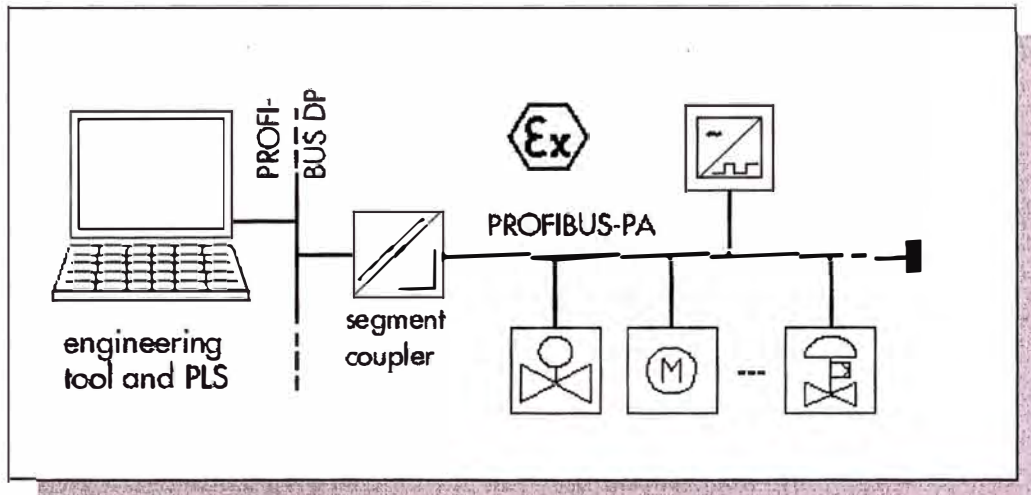 PROFI-
BUS DP
Ex
~
PROFIBUS-PA
segment
coupler
engineering
tool and PLS
M
---